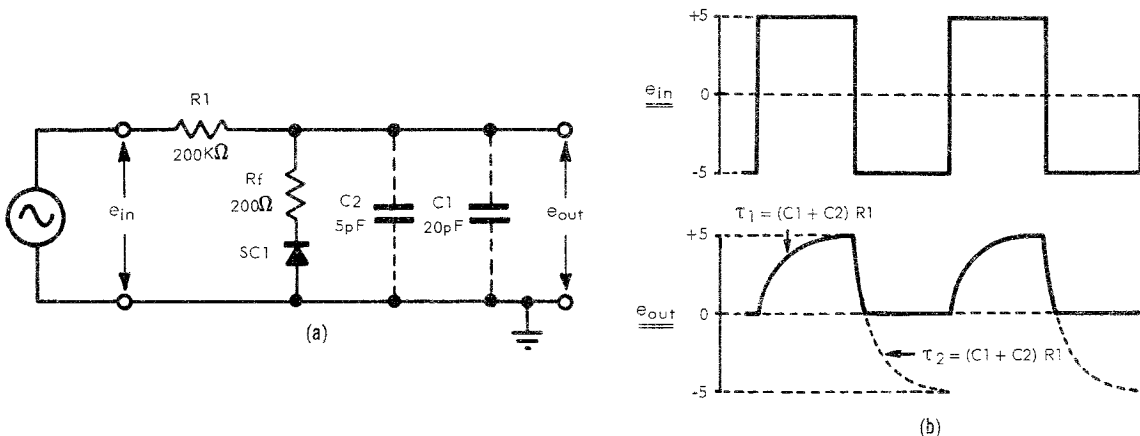 R1
200KΩ
e_in
Rf
200Ω
SC1
C2
5pF
C1
20pF
e_out
(a)
+5
e_in
0
-5
τ1 = (C1 + C2) R1
+5
e_out
0
τ2 = (C1 + C2) R1
-5
(b)